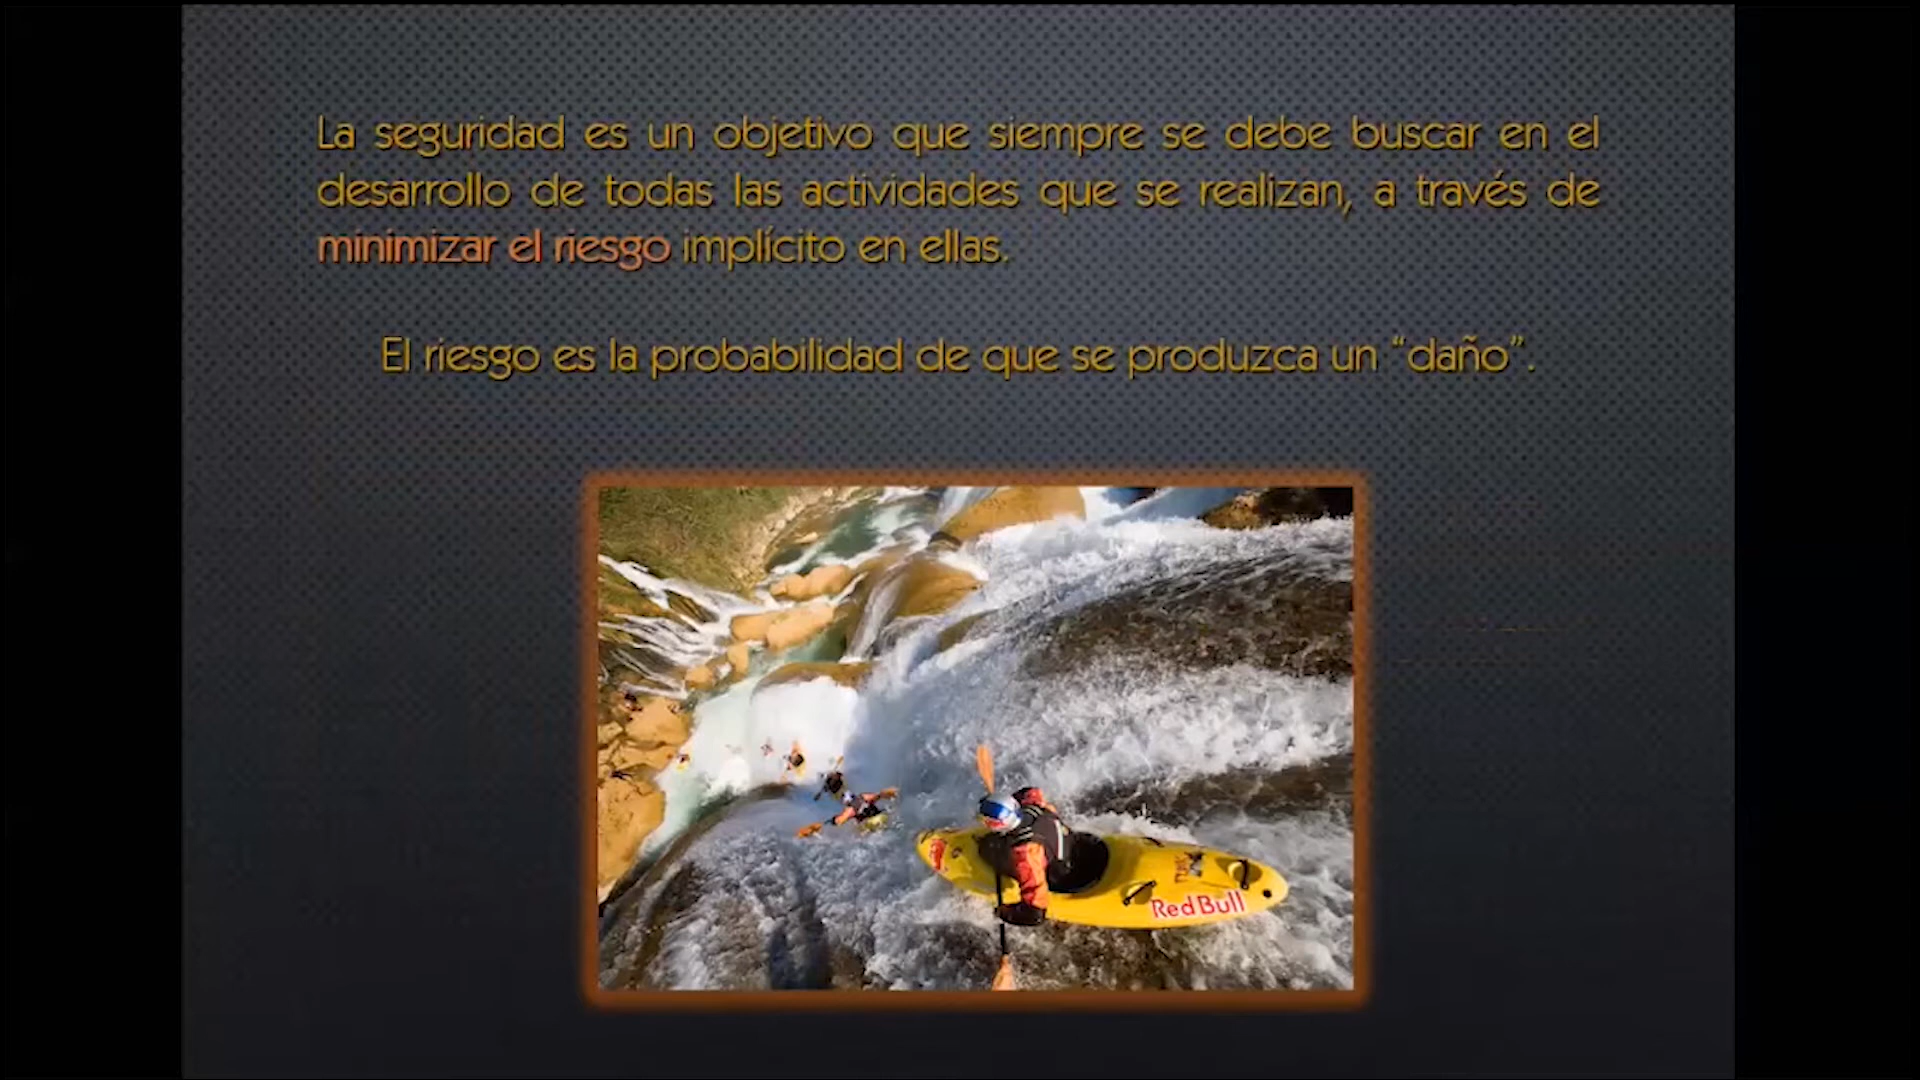 La seguridad es un objetivo que siempre se debe buscar en el
desarrollo de todas las actividades que se realizan, a través de
minimizar el riesgo implícito en ellas.
El riesgo es la probabilidad de que se produzca un “daño”.
Red Bull